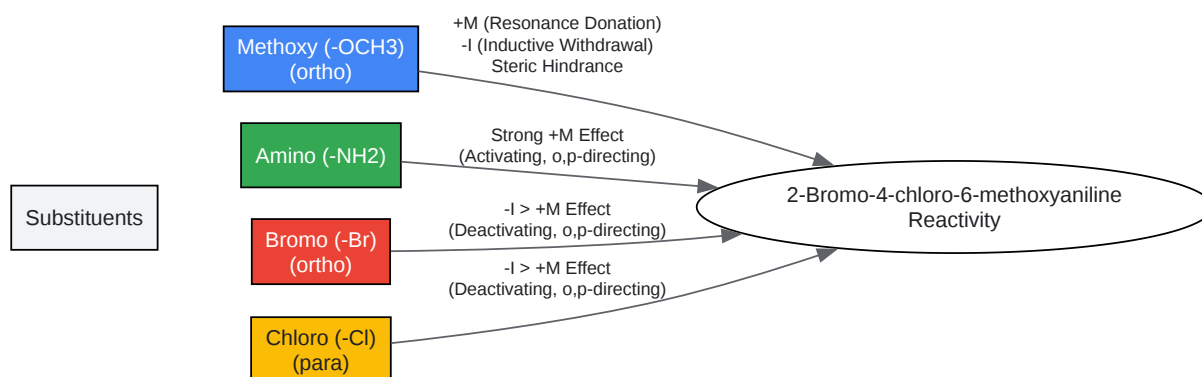 Substituents
Methoxy (-OCH3)
(ortho)
+M (Resonance Donation)
-I (Inductive Withdrawal)
Steric Hindrance
Amino (-NH2)
Strong +M Effect
(Activating, o,p-directing)
Bromo (-Br)
(ortho)
-I > +M Effect
(Deactivating, o,p-directing)
Chloro (-Cl)
(para)
-I > +M Effect
(Deactivating, o,p-directing)
2-Bromo-4-chloro-6-methoxyaniline
Reactivity